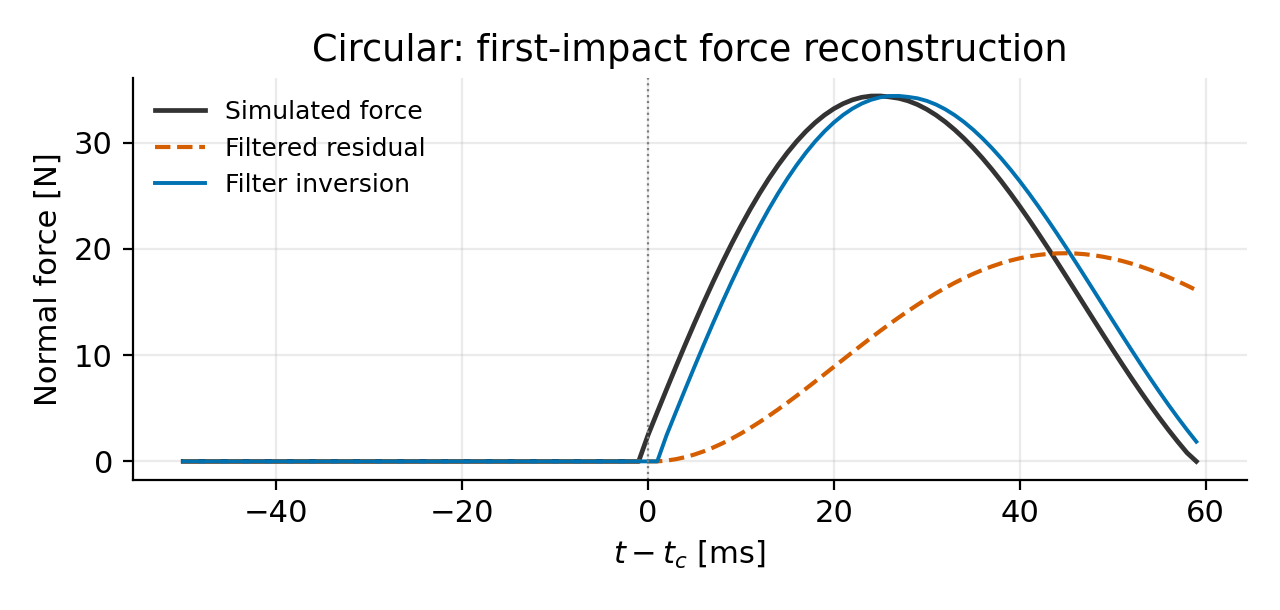 Circular: first-impact force reconstruction
Simulated force
Filtered residual
Filter inversion
Normal force [N]
30
20
10
0
−40
−20
0
20
40
60
t − t_c [ms]